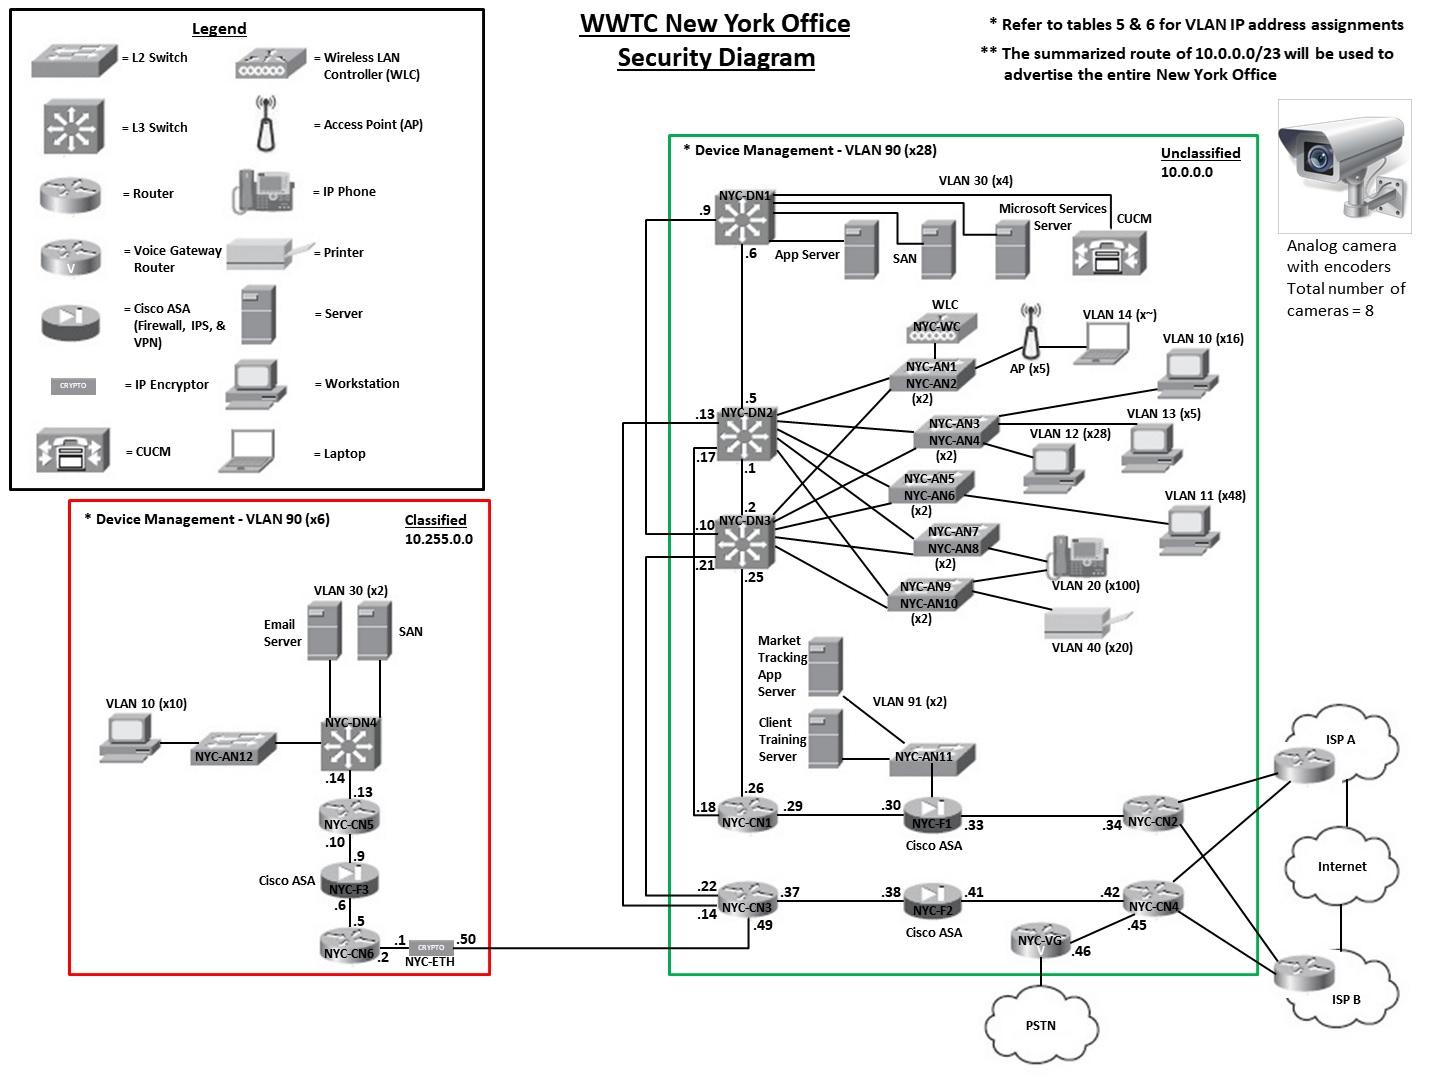 WWTC New York Office
Security Diagram
* Refer to tables 5 & 6 for VLAN IP address assignments
** The summarized route of 10.0.0.0/23 will be used to
advertise the entire New York Office
Legend
= L2 Switch
= Wireless LAN
Controller (WLC)
= L3 Switch
= Access Point (AP)
= Router
= IP Phone
= Voice Gateway
Router
V
= Printer
= Cisco ASA
(Firewall, IPS, &
VPN)
= Server
CRYPTO
= IP Encryptor
= Workstation
= CUCM
= Laptop
Analog camera
with encoders
Total number of
cameras = 8
* Device Management - VLAN 90 (x28)
Unclassified
10.0.0.0
VLAN 30 (x4)
NYC-DN1
.9
.6
App Server
SAN
Microsoft Services
Server
CUCM
WLC
NYC-WC
AP (x5)
VLAN 14 (x~)
NYC-AN1
NYC-AN2
(x2)
VLAN 10 (x16)
.5
.13
NYC-DN2
.17
.1
NYC-AN3
NYC-AN4
(x2)
VLAN 13 (x5)
VLAN 12 (x28)
NYC-AN5
NYC-AN6
(x2)
VLAN 11 (x48)
.2
.10
NYC-DN3
.21
.25
NYC-AN7
NYC-AN8
(x2)
VLAN 20 (x100)
NYC-AN9
NYC-AN10
(x2)
VLAN 40 (x20)
Market
Tracking
App
Server
VLAN 91 (x2)
Client
Training
Server
NYC-AN11
.26
.18
NYC-CN1
.29
.30
NYC-F1
.33
Cisco ASA
.34
NYC-CN2
.22
.14
NYC-CN3
.37
.49
.38
NYC-F2
.41
Cisco ASA
.42
NYC-CN4
.45
NYC-VG
V
.46
PSTN
ISP A
Internet
ISP B
* Device Management - VLAN 90 (x6)
Classified
10.255.0.0
VLAN 30 (x2)
Email
Server
SAN
VLAN 10 (x10)
NYC-AN12
NYC-DN4
.14
.13
NYC-CN5
.10
.9
Cisco ASA
NYC-F3
.6
.5
NYC-CN6
.1
.2
CRYPTO
.50
NYC-ETH